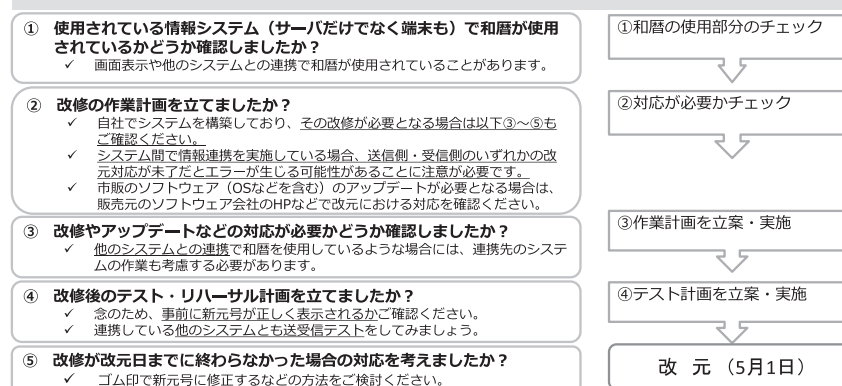 ① 使用されている情報システム（サーバだけでなく端末も）で和暦が使用
されているかどうか確認しましたか？
✓ 画面表示や他のシステムとの連携で和暦が使用されていることがあります。
② 改修の作業計画を立てましたか？
✓ 自社でシステムを構築しており、その改修が必要となる場合は以下③～⑤も
ご確認ください。
✓ システム間で情報連携を実施している場合、送信側・受信側のいずれかの改
元対応が未了だとエラーが生じる可能性があることに注意が必要です。
✓ 市販のソフトウェア（OSなどを含む）のアップデートが必要となる場合は、
販売元のソフトウェア会社のHPなどで改元における対応を確認ください。
③ 改修やアップデートなどの対応が必要かどうか確認しましたか？
✓ 他のシステムとの連携で和暦を使用しているような場合には、連携先のシステ
ムの作業も考慮する必要があります。
④ 改修後のテスト・リハーサル計画を立てましたか？
✓ 念のため、事前に新元号が正しく表示されるかご確認ください。
✓ 連携している他のシステムとも送受信テストをしてみましょう。
⑤ 改修が改元日までに終わらなかった場合の対応を考えましたか？
✓ ゴム印で新元号に修正するなどの方法をご検討ください。
①和暦の使用部分のチェック
②対応が必要かチェック
③作業計画を立案・実施
④テスト計画を立案・実施
改 元 （5月1日）